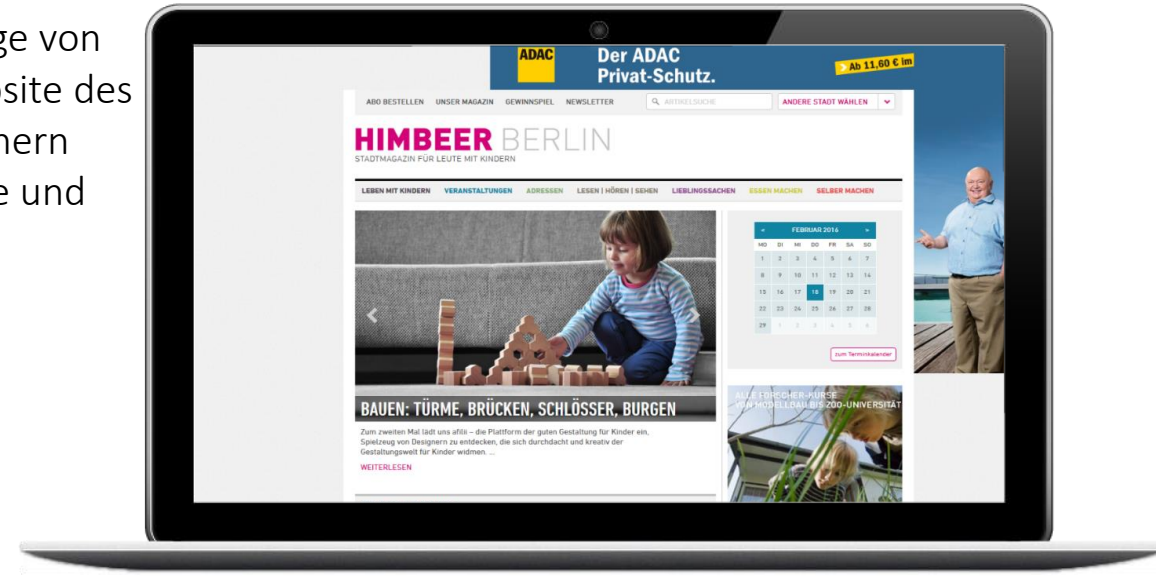 ge von
site des
nern
e und
ADAC
Der ADAC
Privat-Schutz.
Ab 11,60 € im
ABO BESTELLEN UNSER MAGAZIN GEWINNSPIEL NEWSLETTER
ARTIKELSUCHE
ANDERE STADT WÄHLEN
HIMBEER BERLIN
STADTMAGAZIN FÜR LEUTE MIT KINDERN
LEBEN MIT KINDERN VERANSTALTUNGEN ADRESSEN LESEN | HÖREN | SEHEN LIEBLINGSSACHEN ESSEN MACHEN SELBER MACHEN
BAUEN: TÜRME, BRÜCKEN, SCHLÖSSER, BURGEN
Zum zweiten Mal lädt uns afilii – die Plattform der guten Gestaltung für Kinder ein,
Spielzeug von Designern zu entdecken, die sich durchdacht und kreativ der
Gestaltungswelt für Kinder widmen. ...
WEITERLESEN
« FEBRUAR 2016 »
MO DI MI DO FR SA SO
1 2 3 4 5 6 7
8 9 10 11 12 13 14
15 16 17 18 19 20 21
22 23 24 25 26 27 28
29 1 2 3 4 5 6
zum Terminkalender
ALLE FORSCHER-KURSE
VON MODELLBAU BIS ZOO-UNIVERSITÄT